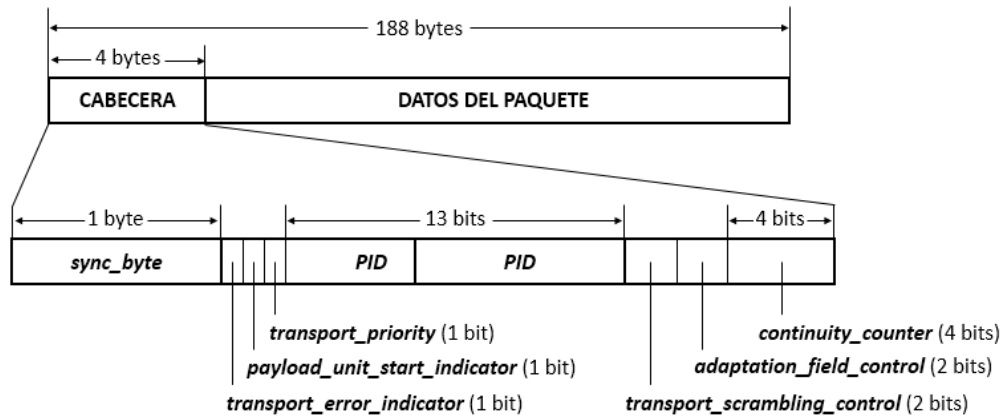 188 bytes
4 bytes
CABECERA DATOS DEL PAQUETE
1 byte 13 bits 4 bits
sync_byte PID PID
transport_priority (1 bit) continuity_counter (4 bits)
payload_unit_start_indicator (1 bit) adaptation_field_control (2 bits)
transport_error_indicator (1 bit) transport_scrambling_control (2 bits)